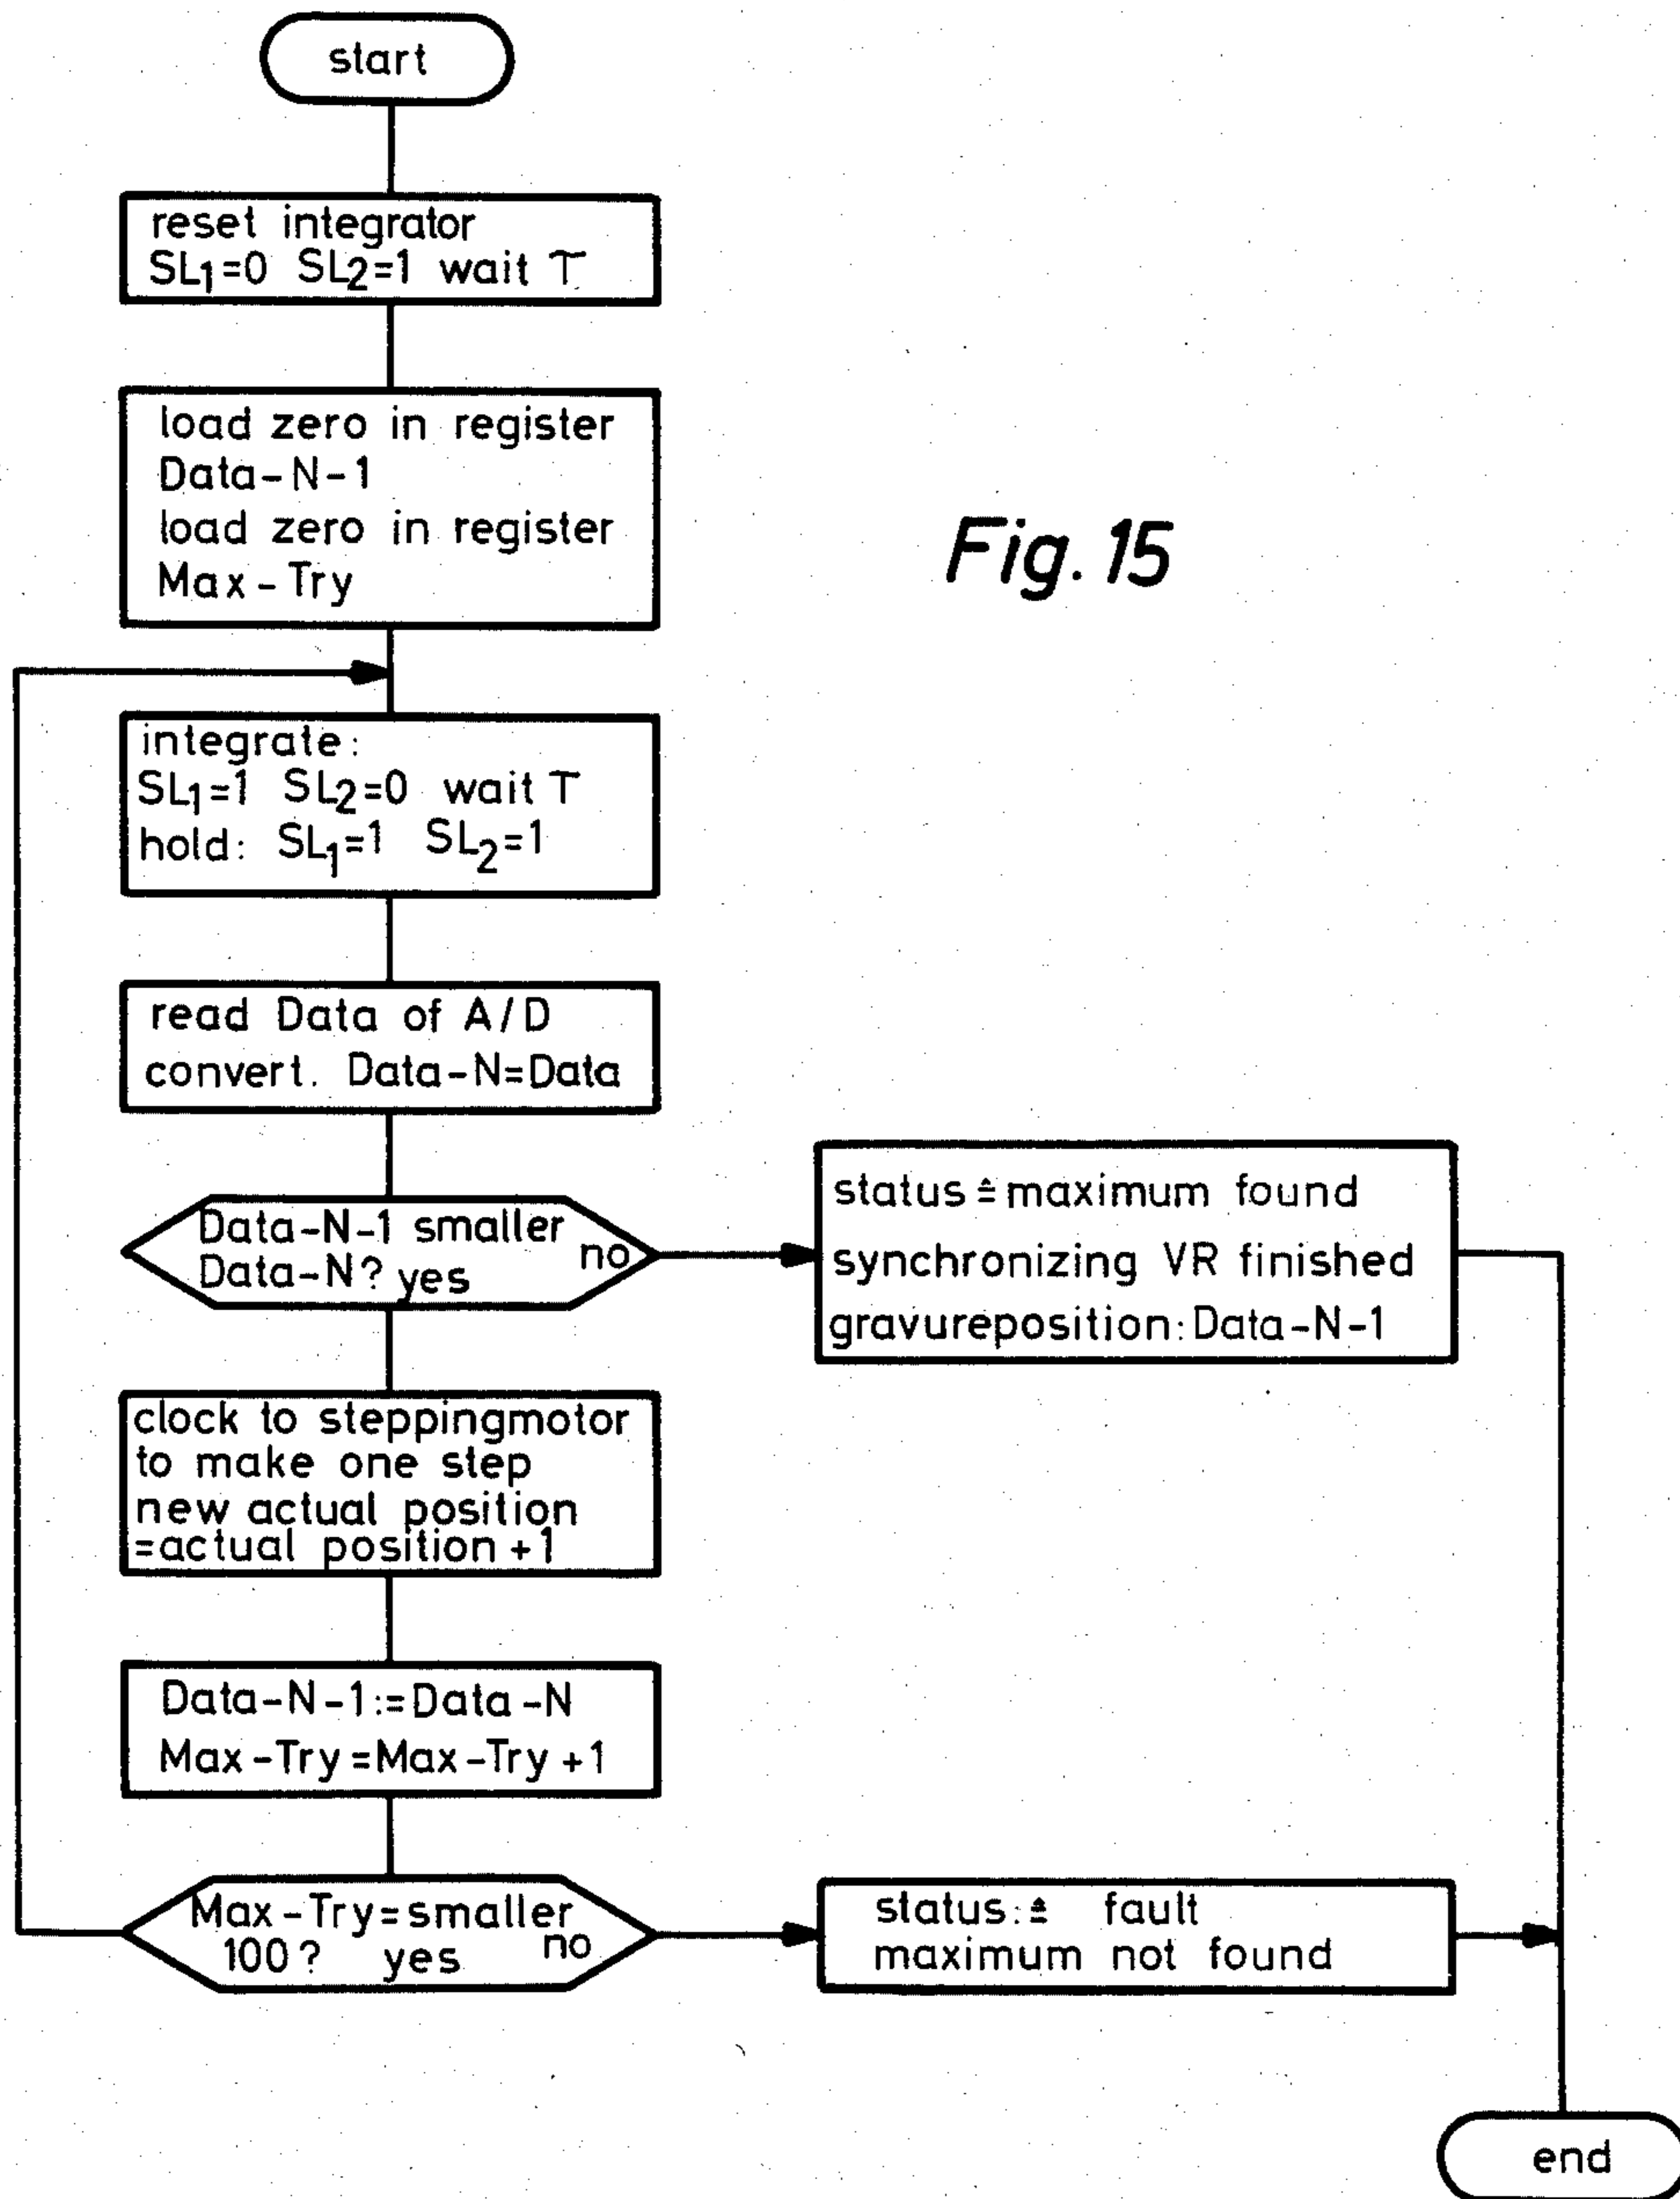 start
reset integrator
SL₁=0 SL₂=1 wait T
load zero in register
Data-N-1
load zero in register
Max-Try
Fig. 15
integrate:
SL₁=1 SL₂=0 wait T
hold: SL₁=1 SL₂=1
read Data of A/D
convert. Data-N=Data
Data-N-1 smaller
Data-N? yes
no
status ≙ maximum found
synchronizing VR finished
gravureposition: Data-N-1
clock to steppingmotor
to make one step
new actual position
=actual position +1
Data-N-1:=Data-N
Max-Try=Max-Try+1
Max-Try=smaller
100? yes
no
status:≙ fault
maximum not found
end